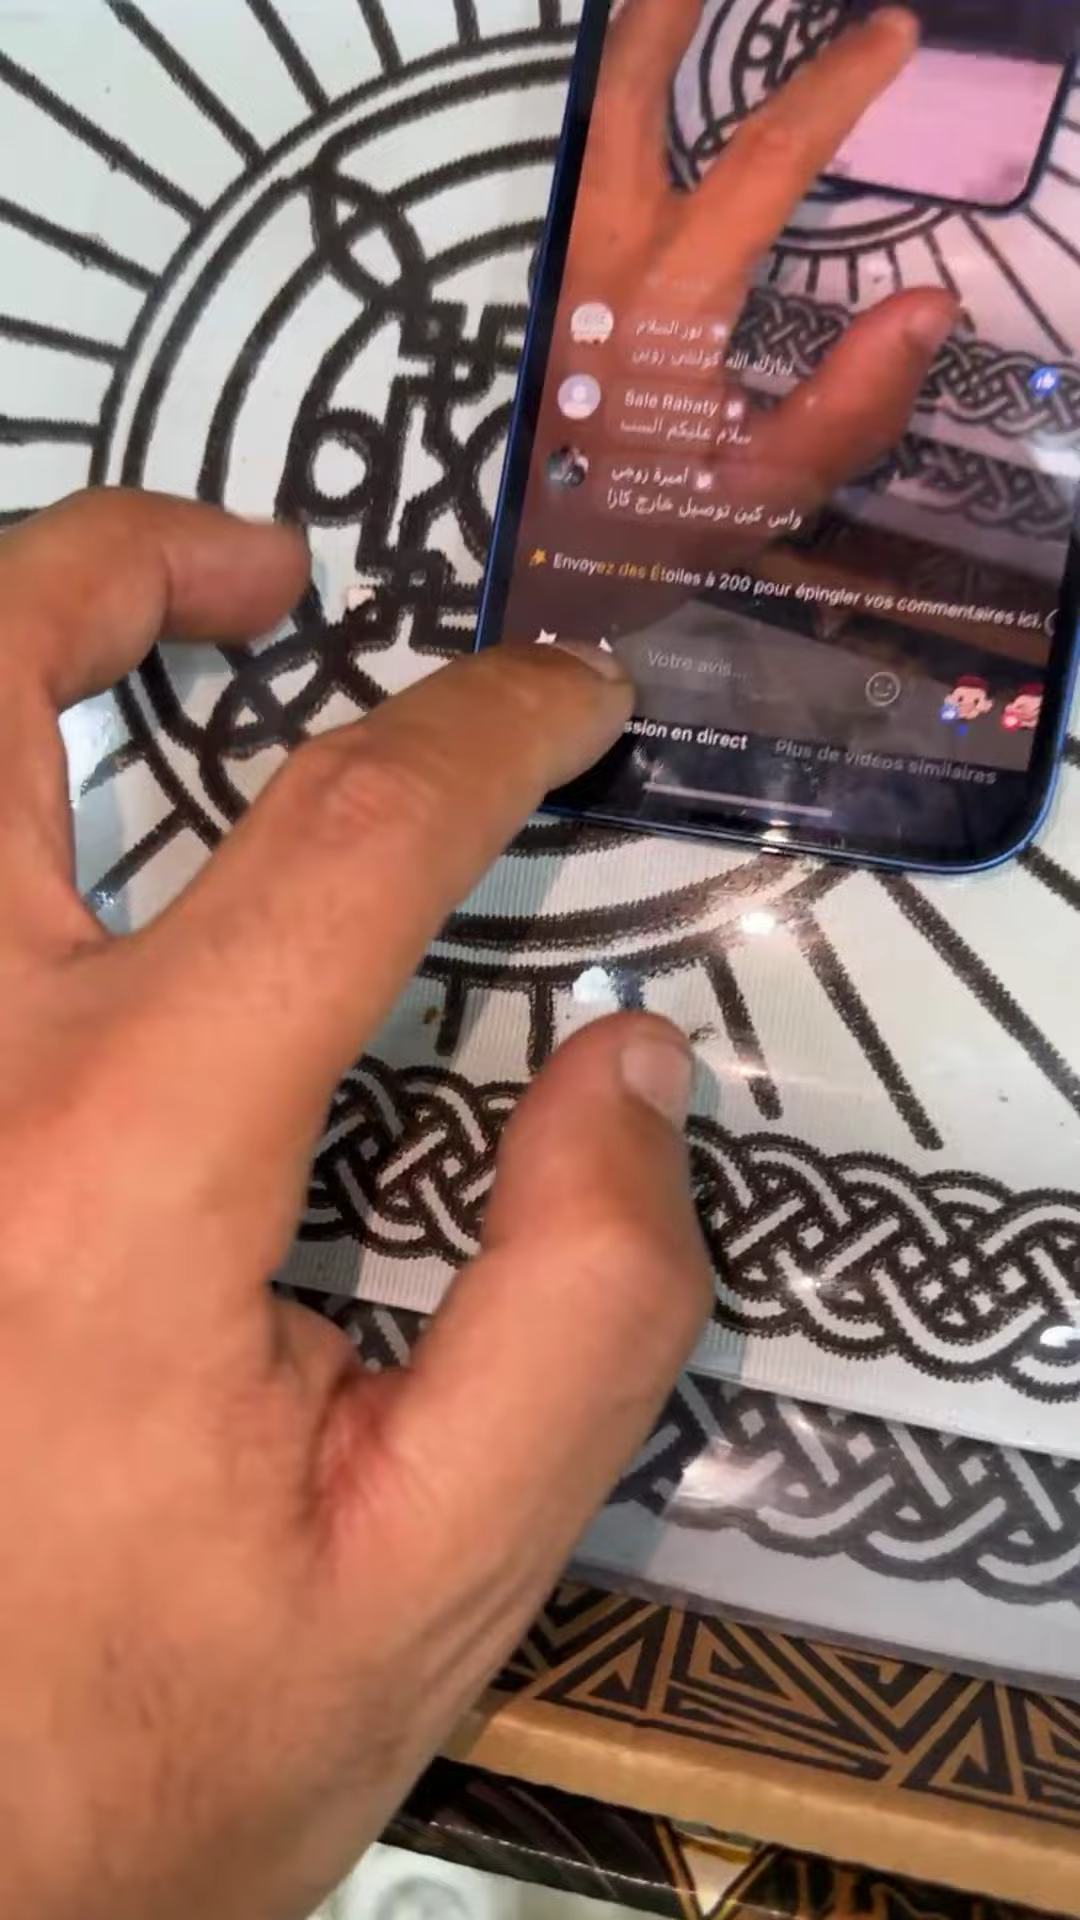 نور السلام
تبارك الله كولشي زوين
Sale Rabaty
سلام عليكم
أميرة زوجي
واس كين توصيل خارج كازا
Envoyez des Étoiles à 200 pour épingler vos commentaires ici.
Votre avis...
ssion en direct
Plus de vidéos similaires